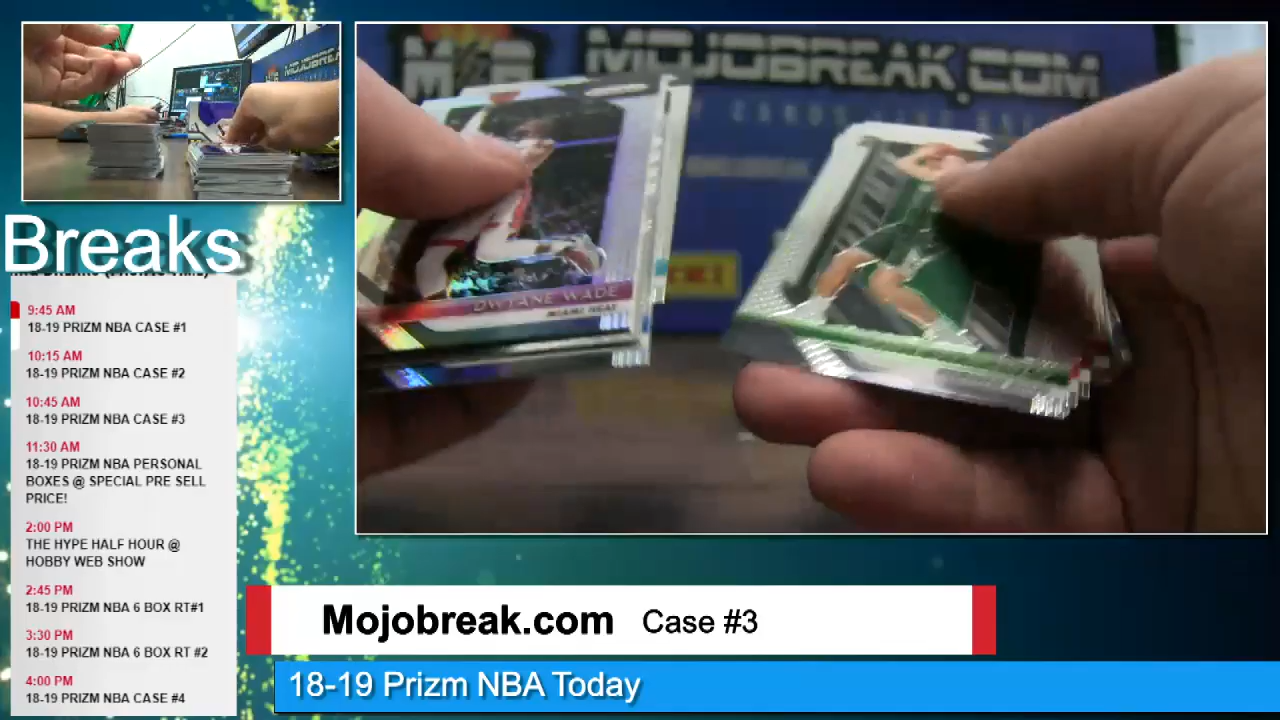 MOJOBREAK.COM
DWYANE WADE
MIAMI HEAT
Breaks
9:45 AM
18-19 PRIZM NBA CASE #1
10:15 AM
18-19 PRIZM NBA CASE #2
10:45 AM
18-19 PRIZM NBA CASE #3
11:30 AM
18-19 PRIZM NBA PERSONAL
BOXES @ SPECIAL PRE SELL
PRICE!
2:00 PM
THE HYPE HALF HOUR @
HOBBY WEB SHOW
2:45 PM
18-19 PRIZM NBA 6 BOX RT#1
3:30 PM
18-19 PRIZM NBA 6 BOX RT #2
4:00 PM
18-19 PRIZM NBA CASE #4
Mojobreak.com Case #3
18-19 Prizm NBA Today